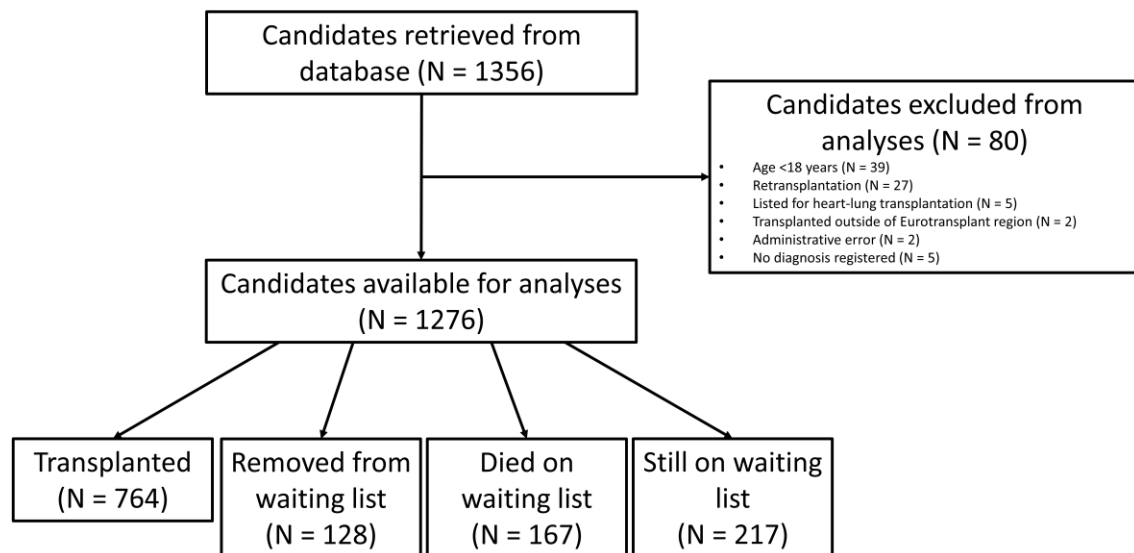 Candidates retrieved from
database (N = 1356)
Candidates excluded from
analyses (N = 80)
• Age <18 years (N = 39)
• Retransplantation (N = 27)
• Listed for heart-lung transplantation (N = 5)
• Transplanted outside of Eurotransplant region (N = 2)
• Administrative error (N = 2)
• No diagnosis registered (N = 5)
Candidates available for analyses
(N = 1276)
Transplanted
(N = 764)
Removed from
waiting list
(N = 128)
Died on
waiting list
(N = 167)
Still on waiting
list
(N = 217)